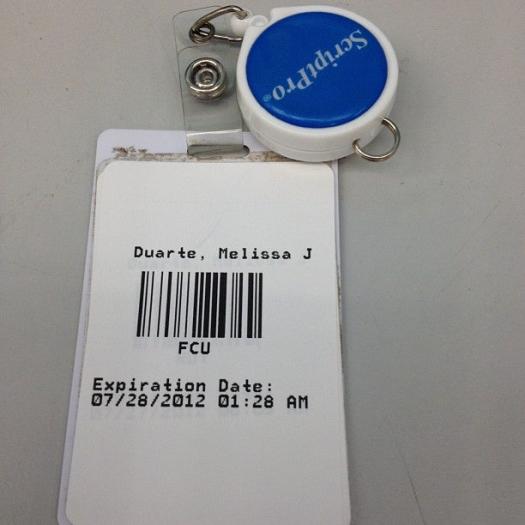 ScriptPro®
Duarte, Melissa J
FCU
Expiration Date:
07/28/2012 01:28 AM